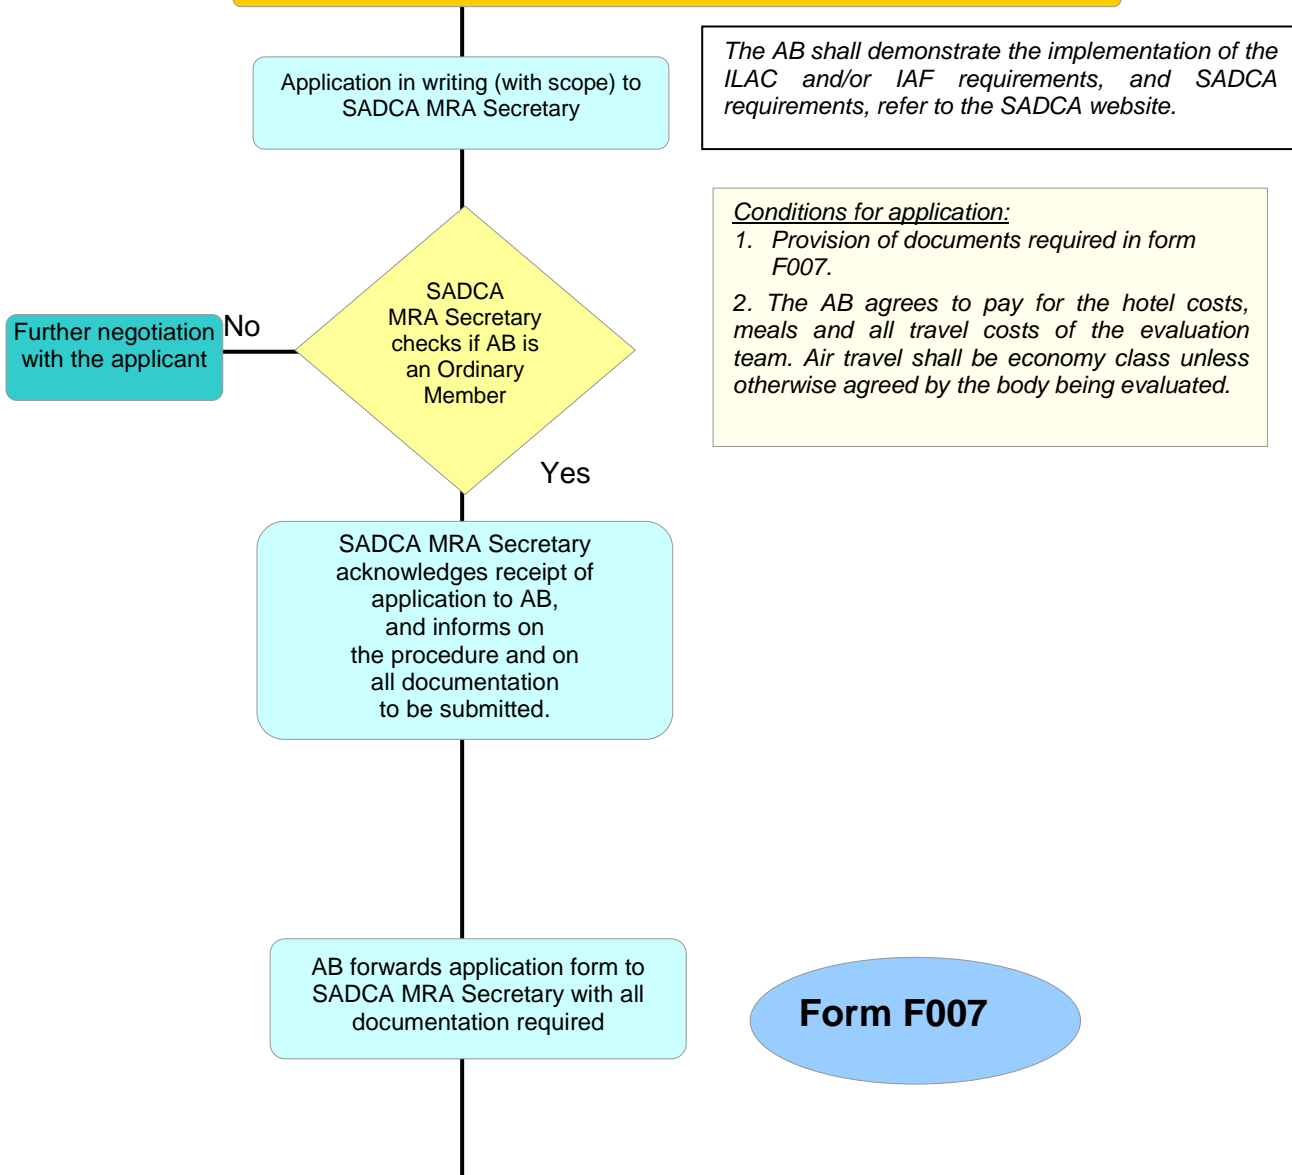 Application in writing (with scope) to
SADCA MRA Secretary
The AB shall demonstrate the implementation of the
ILAC and/or IAF requirements, and SADCA
requirements, refer to the SADCA website.
Conditions for application:
1. Provision of documents required in form
F007.
2. The AB agrees to pay for the hotel costs,
meals and all travel costs of the evaluation
team. Air travel shall be economy class unless
otherwise agreed by the body being evaluated.
SADCA
MRA Secretary
checks if AB is
an Ordinary
Member
No
Further negotiation
with the applicant
Yes
SADCA MRA Secretary
acknowledges receipt of
application to AB,
and informs on
the procedure and on
all documentation
to be submitted.
AB forwards application form to
SADCA MRA Secretary with all
documentation required
Form F007